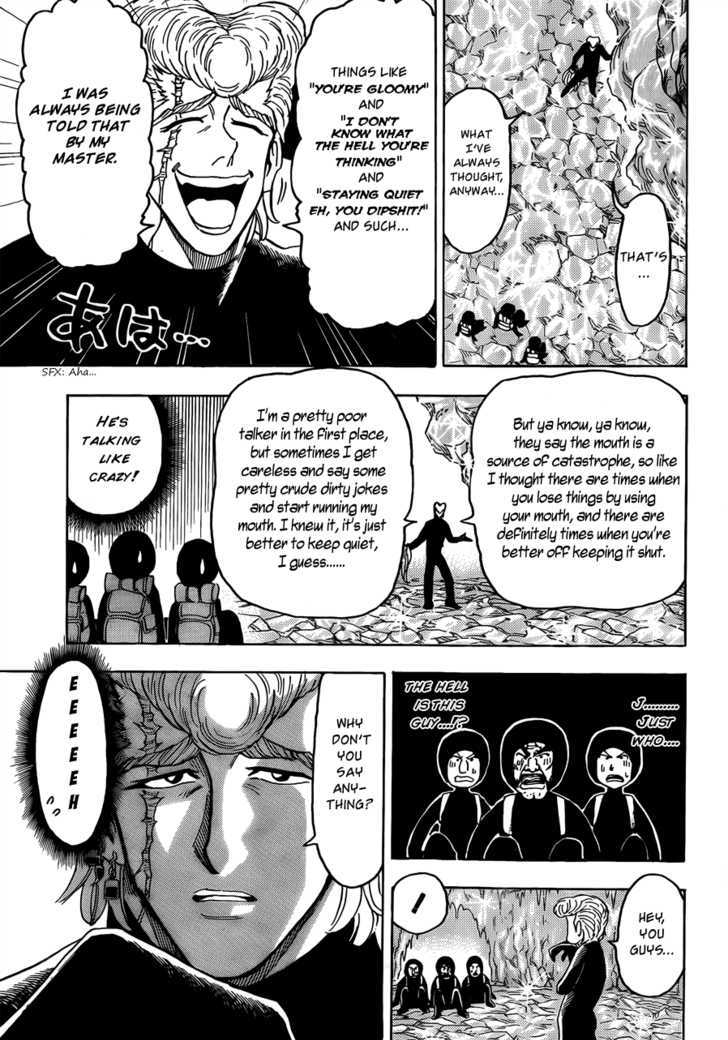 THAT'S
...
WHAT
I'VE
ALWAYS
THOUGHT,
ANYWAY...
THINGS LIKE
"YOU'RE GLOOMY"
AND
"I DON'T
KNOW WHAT
THE HELL YOU'RE
THINKING"
AND
"STAYING QUIET
EH, YOU DIPSHIT!"
AND SUCH...
I WAS
ALWAYS BEING
TOLD THAT
BY MY
MASTER.
あは...
SFX: Aha...
But ya know, ya know,
they say the mouth is a
source of catastrophe, so like
I thought there are times when
you lose things by using
your mouth, and there are
definitely times when you're
better off keeping it shut.
I'm a pretty poor
talker in the first place,
but sometimes I get
careless and say some
pretty crude dirty jokes
and start running my
mouth. I knew it, it's just
better to keep quiet,
I guess......
HE'S
TALKING
LIKE
CRAZY!
J.........
JUST
WHO....
THE HELL
IS THIS
GUY....!?
HEY,
YOU
GUYS...
WHY
DON'T
YOU
SAY
ANY-
THING?
E
E
E
E
E
E
H